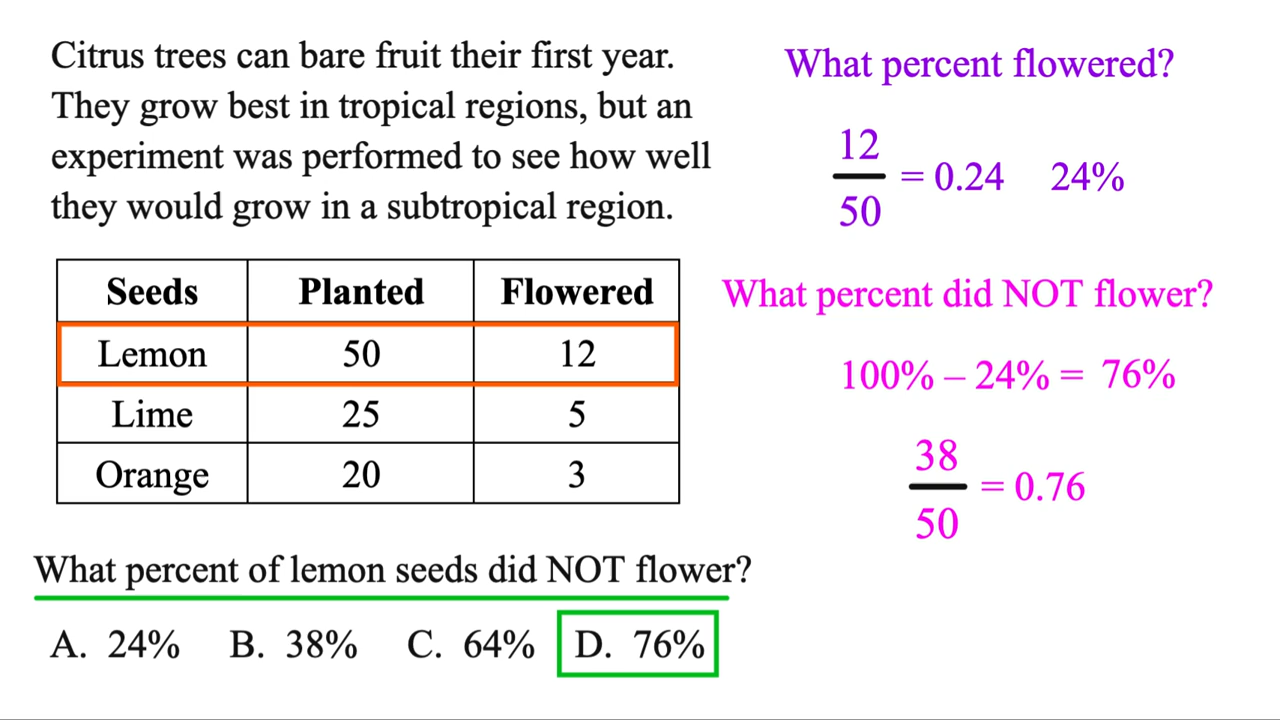 Citrus trees can bare fruit their first year.
They grow best in tropical regions, but an
experiment was performed to see how well
they would grow in a subtropical region.
Seeds Planted Flowered
Lemon 50 12
Lime 25 5
Orange 20 3
What percent of lemon seeds did NOT flower?
A. 24% B. 38% C. 64% D. 76%
What percent flowered?
12
= 0.24 24%
50
What percent did NOT flower?
100% – 24% = 76%
38
= 0.76
50